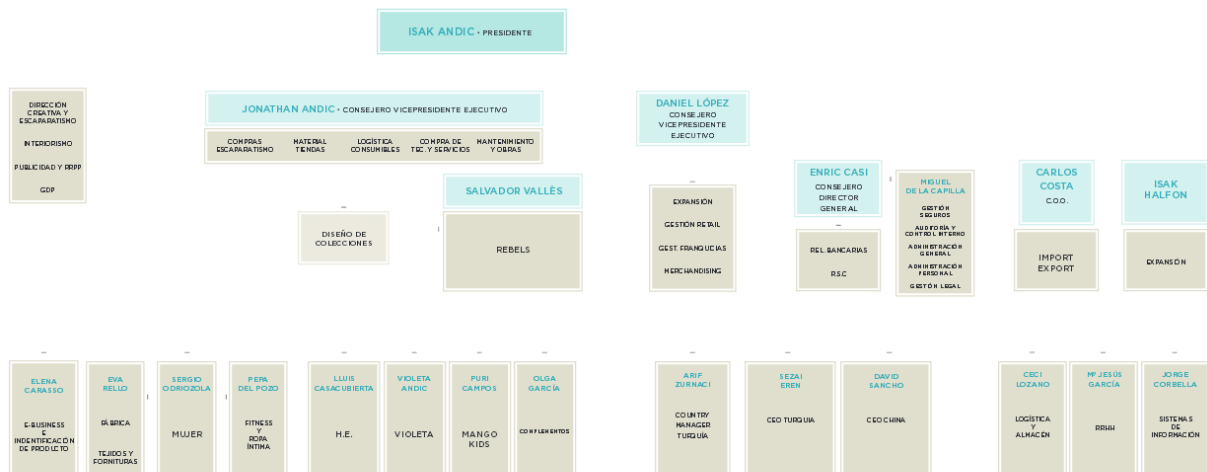 ISAK ANDIC • PRESIDENTE
DIRECCIÓN
CREATIVA Y
ESCAPARATISMO
INTERIORISMO
PUBLICIDAD Y RRPP
GDP
JONATHAN ANDIC • CONSEJERO VICEPRESIDENTE EJECUTIVO
COMPRAS
ESCAPARATISMO
MATERIAL
TIENDAS
LOGÍSTICA
CONSUMIBLES
COMPRA DE
TEC. Y SERVICIOS
MANTENIMIENTO
Y OBRAS
DANIEL LÓPEZ
CONSEJERO
VICEPRESIDENTE
EJECUTIVO
SALVADOR VALLÈS
REBELS
DISEÑO DE
COLECCIONES
EXPANSIÓN
GESTIÓN RETAIL
GEST. FRANQUICIAS
MERCHANDISING
ENRIC CASI
CONSEJERO
DIRECTOR
GENERAL
REL. BANCARIAS
R.S.C
MIGUEL
DE LA CAPILLA
GESTIÓN
SEGUROS
AUDITORÍA Y
CONTROL INTERNO
ADMINISTRACIÓN
GENERAL
ADMINISTRACIÓN
PERSONAL
GESTIÓN LEGAL
CARLOS
COSTA
C.O.O.
IMPORT
EXPORT
ISAK
HALFON
EXPANSIÓN
ELENA
CARASSO
E-BUSINESS
E
INDENTIFICACIÓN
DE PRODUCTO
EVA
RELLO
FÁBRICA
TEJIDOS Y
FORNITURAS
SERGIO
ODRIOZOLA
MUJER
PEPA
DEL POZO
FITNESS
Y
ROPA
ÍNTIMA
LLUIS
CASACUBIERTA
H.E.
VIOLETA
ANDIC
VIOLETA
PURI
CAMPOS
MANGO
KIDS
OLGA
GARCÍA
COMPLEMENTOS
ARIF
ZURNACI
COUNTRY
MANAGER
TURQUÍA
SEZAI
EREN
CEO TURQUIA
DAVID
SANCHO
CEO CHINA
CECI
LOZANO
LOGÍSTICA
Y
ALMACÉN
Mª JESÚS
GARCÍA
RRHH
JORGE
CORBELLA
SISTEMAS
DE
INFORMACIÓN